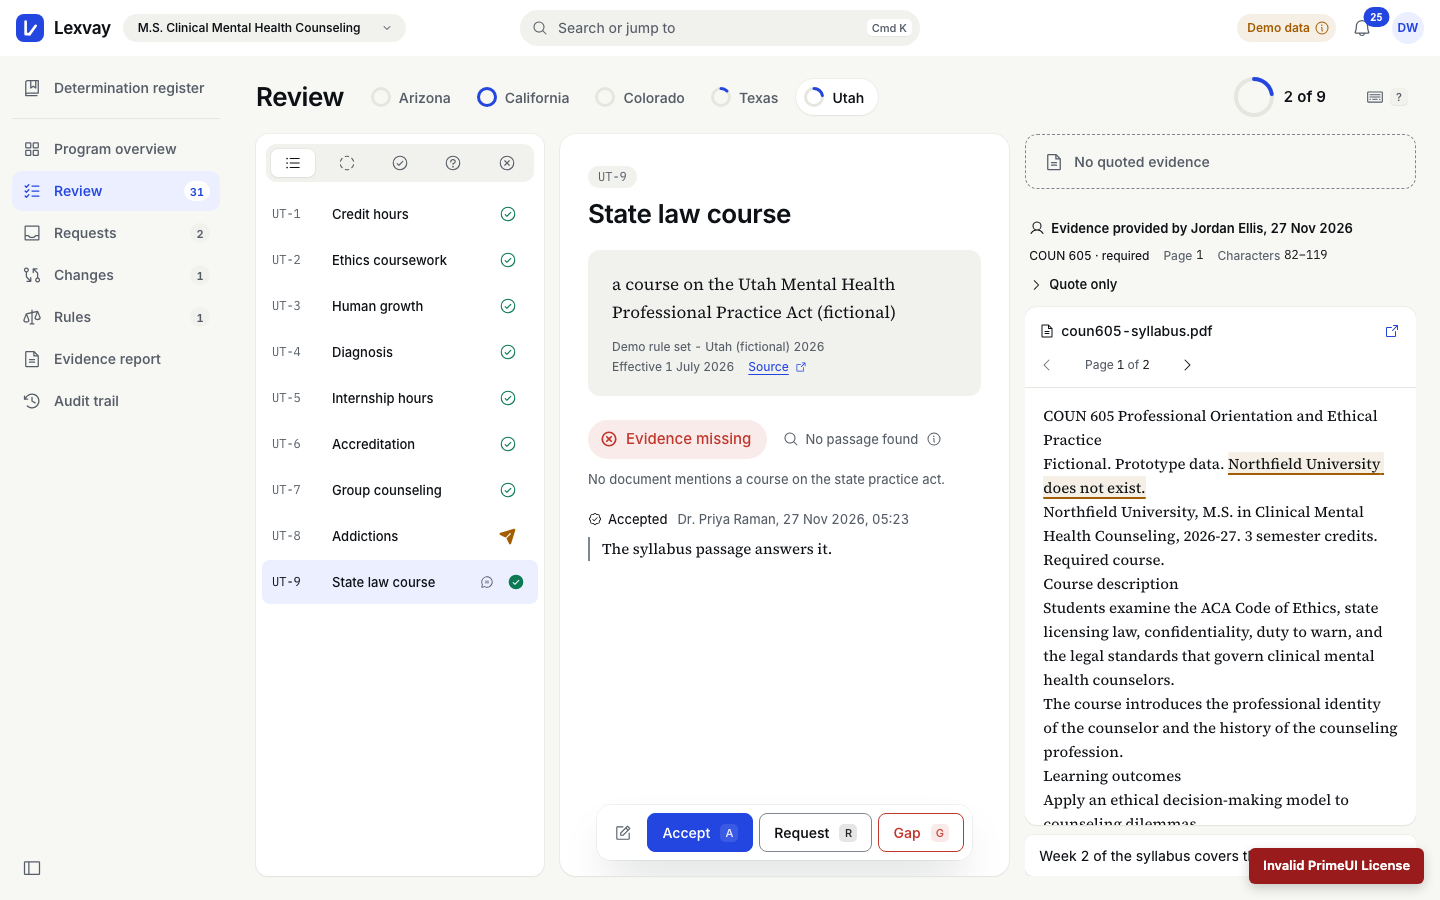 Lexvay
M.S. Clinical Mental Health Counseling
Search or jump to
Cmd K
Demo data
25
DW
Determination register
Program overview
Review
31
Requests
2
Changes
1
Rules
1
Evidence report
Audit trail
Review
Arizona
California
Colorado
Texas
Utah
2 of 9
?
UT-1 Credit hours
UT-2 Ethics coursework
UT-3 Human growth
UT-4 Diagnosis
UT-5 Internship hours
UT-6 Accreditation
UT-7 Group counseling
UT-8 Addictions
UT-9 State law course
UT-9
State law course
a course on the Utah Mental Health
Professional Practice Act (fictional)
Demo rule set - Utah (fictional) 2026
Effective 1 July 2026 Source
Evidence missing
No passage found
No document mentions a course on the state practice act.
Accepted Dr. Priya Raman, 27 Nov 2026, 05:23
The syllabus passage answers it.
Accept A
Request R
Gap G
No quoted evidence
Evidence provided by Jordan Ellis, 27 Nov 2026
COUN 605 · required Page 1 Characters 82–119
Quote only
coun605-syllabus.pdf
Page 1 of 2
COUN 605 Professional Orientation and Ethical
Practice
Fictional. Prototype data. Northfield University
does not exist.
Northfield University, M.S. in Clinical Mental
Health Counseling, 2026-27. 3 semester credits.
Required course.
Course description
Students examine the ACA Code of Ethics, state
licensing law, confidentiality, duty to warn, and
the legal standards that govern clinical mental
health counselors.
The course introduces the professional identity
of the counselor and the history of the counseling
profession.
Learning outcomes
Apply an ethical decision-making model to
counseling dilemmas
Week 2 of the syllabus covers
Invalid PrimeUI License